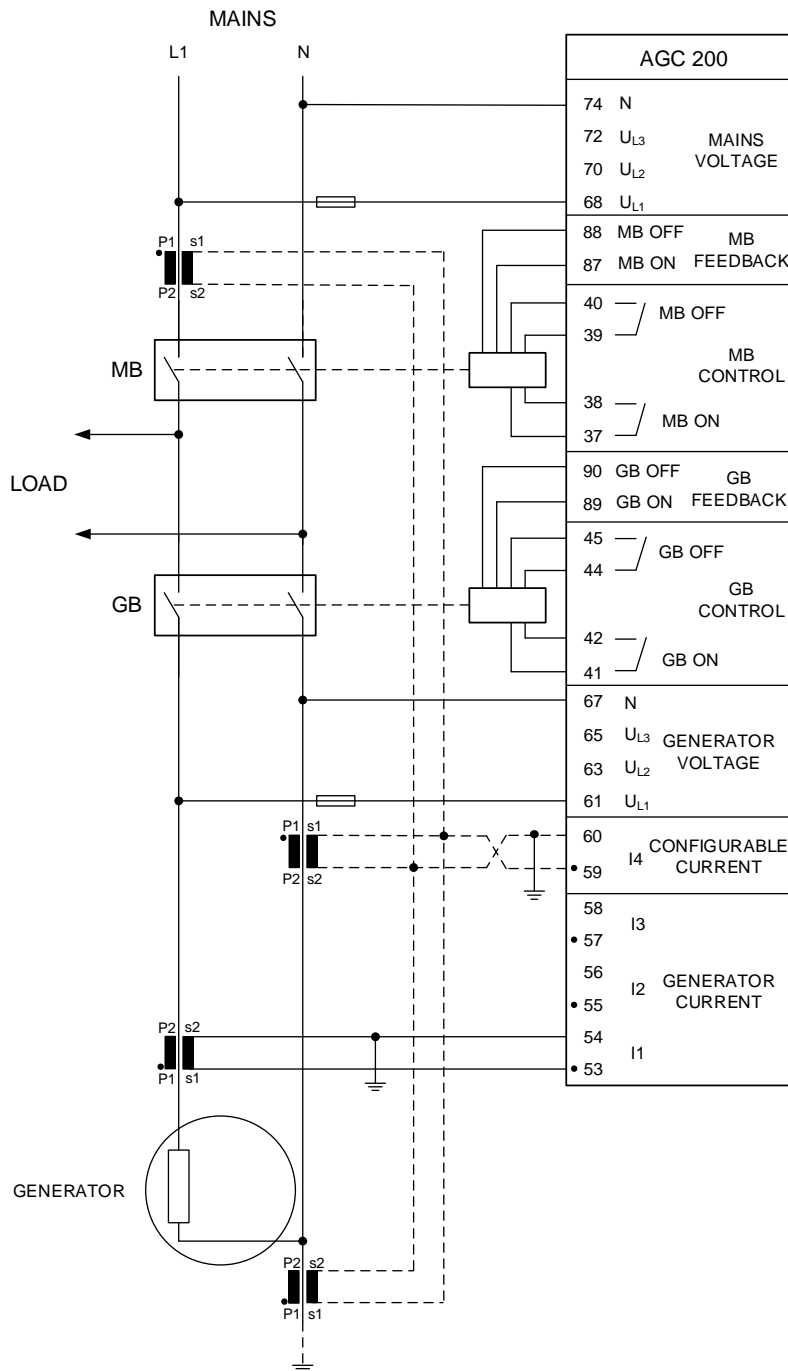 MAINS
L1 N
AGC 200
74 N
72 UL3
70 UL2
68 UL1
MAINS
VOLTAGE
P1 s1
P2 s2
88 MB OFF
87 MB ON
MB
FEEDBACK
40
39
MB OFF
MB
CONTROL
38
37
MB ON
MB
LOAD
90 GB OFF
89 GB ON
GB
FEEDBACK
45
44
GB OFF
GB
CONTROL
42
41
GB ON
GB
67 N
65 UL3
63 UL2
61 UL1
GENERATOR
VOLTAGE
P1 s1
P2 s2
60
59
I4
CONFIGURABLE
CURRENT
58
57
I3
56
55
I2
GENERATOR
CURRENT
54
53
I1
P2 s2
P1 s1
GENERATOR
P2 s2
P1 s1